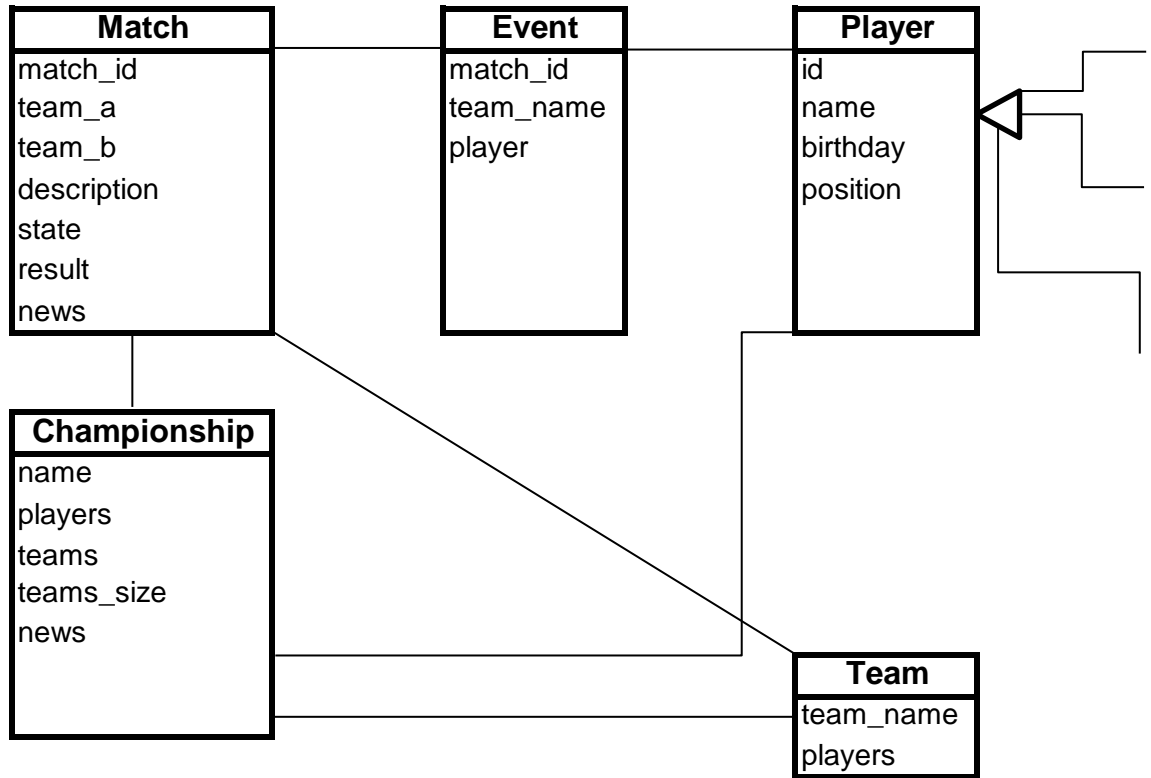 Match
match_id
team_a
team_b
description
state
result
news
Event
match_id
team_name
player
Player
id
name
birthday
position
Championship
name
players
teams
teams_size
news
Team
team_name
players